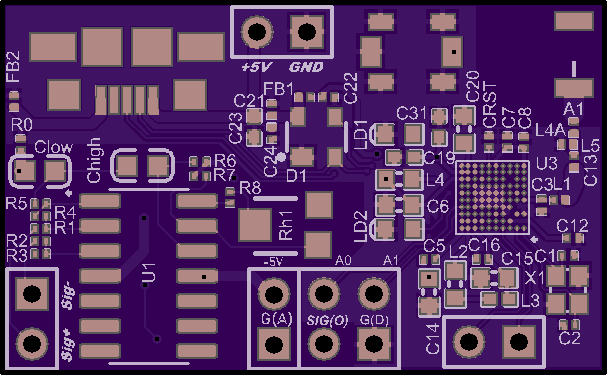 +5V
GND
FB2
R0
Clow
Chigh
R6
R7
R8
C21
C23
FB1
C24
C22
D1
LD1
C31
C20
CRST
C7
C8
A1
L4A
L5
C13
C19
U3
L4
C6
LD2
C3
L1
R5
R4
R1
R2
R3
Rh1
U1
-5V
A0
A1
C5
L2
C16
C12
C1
C15
X1
L3
C14
C2
Sig-
Sig+
G(A)
SIG(O)
G(D)